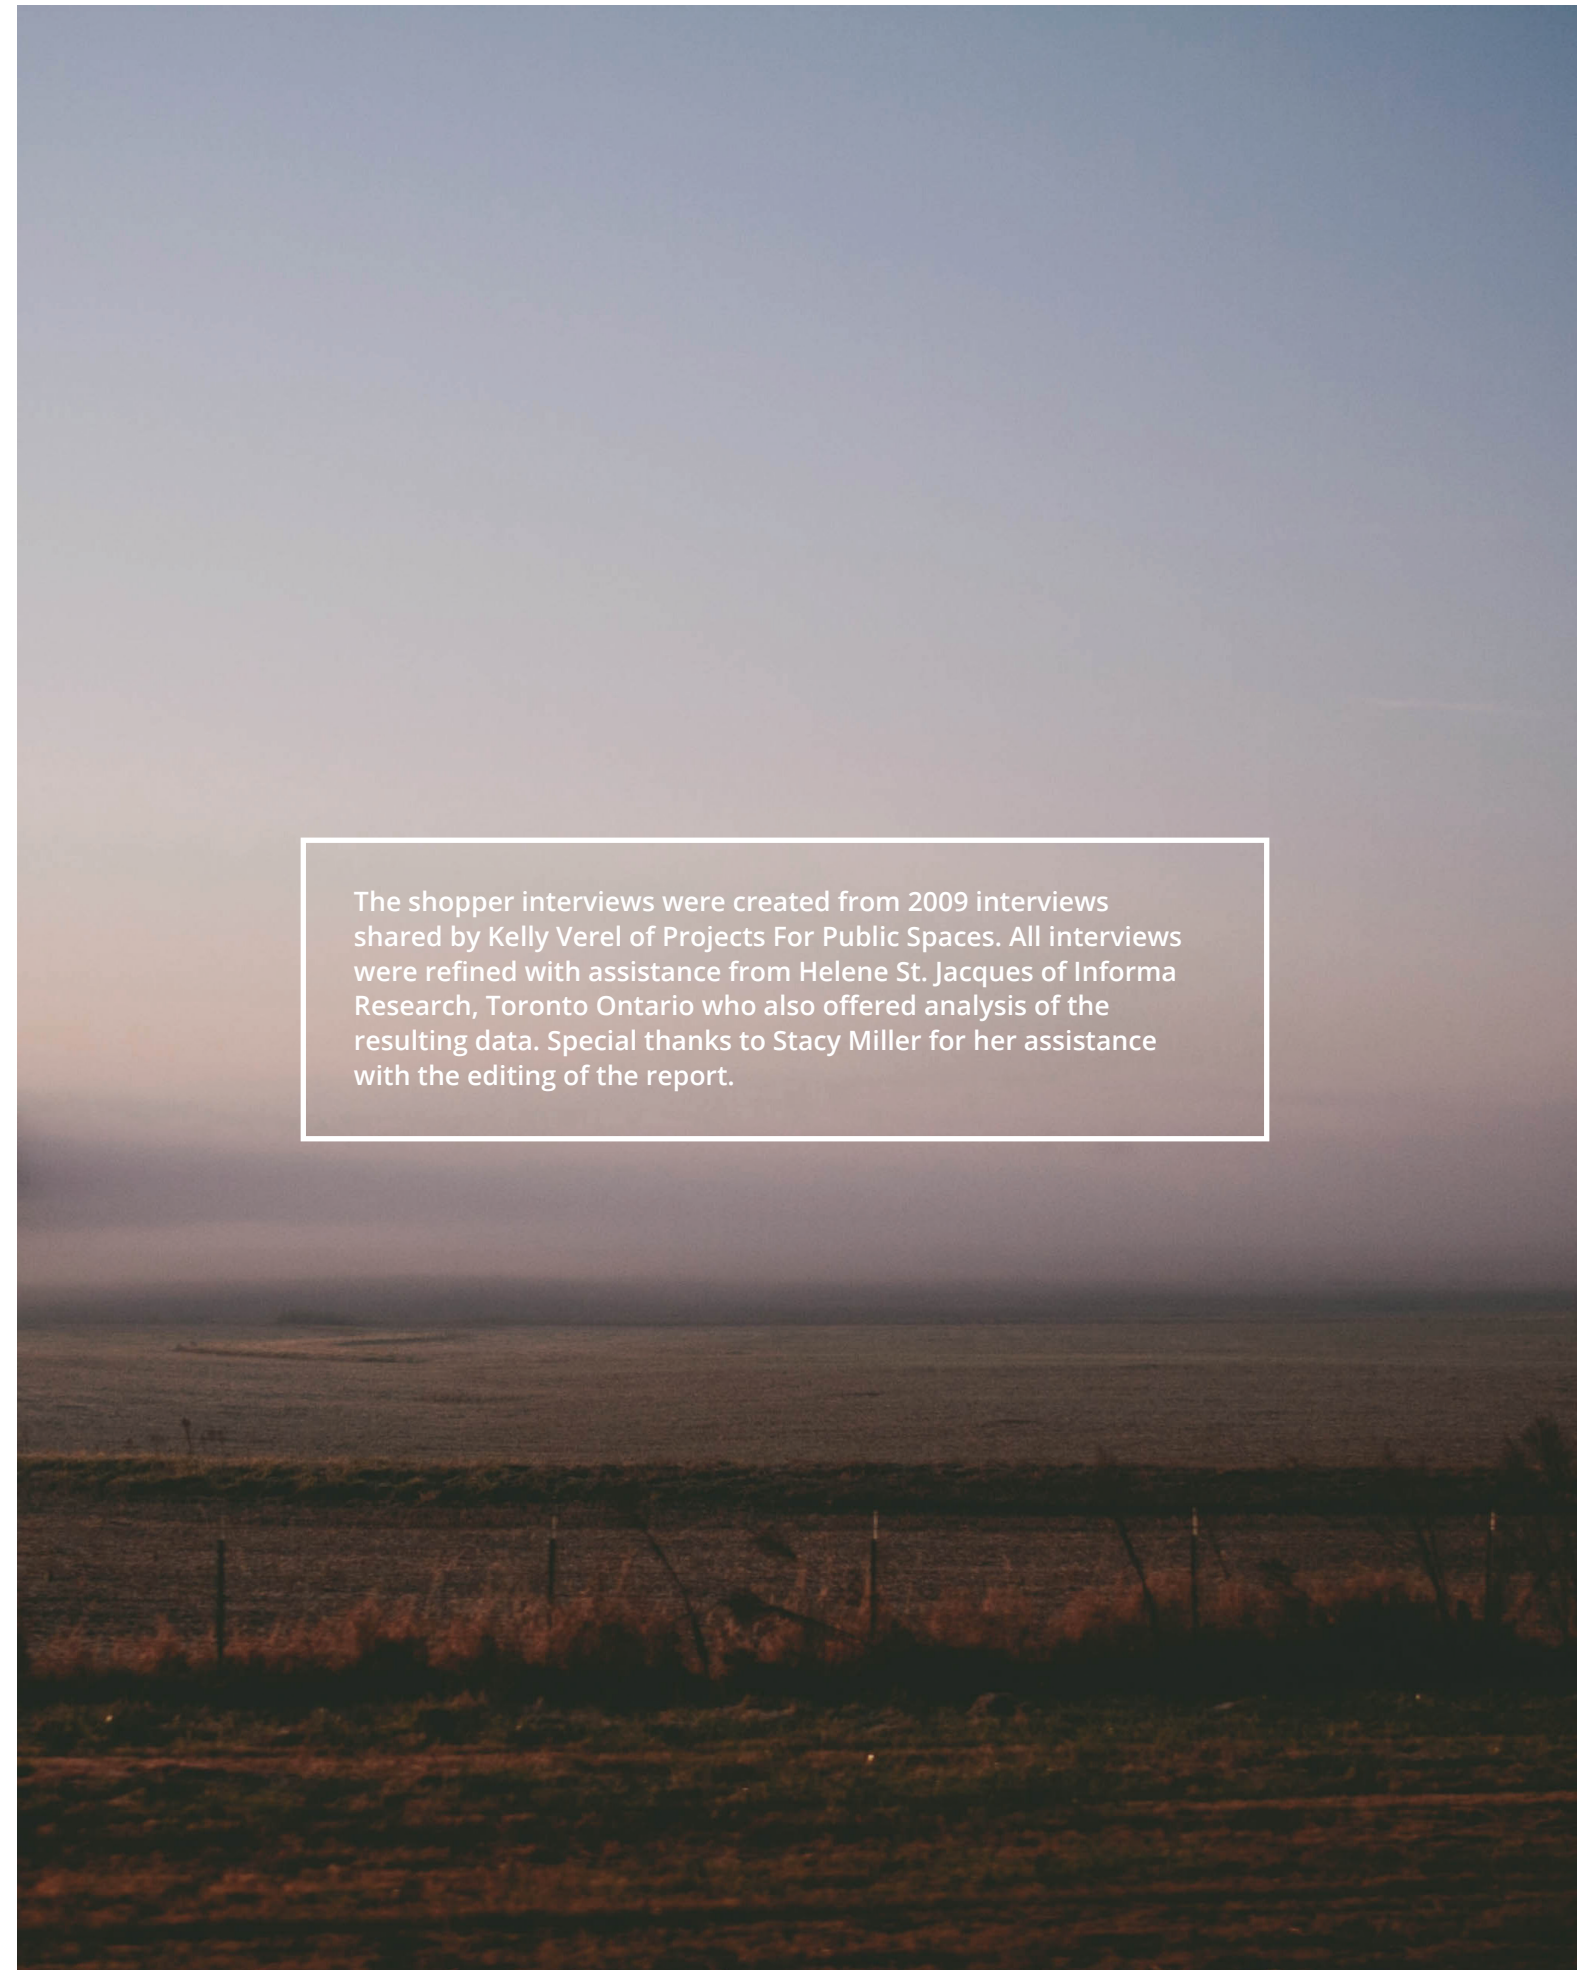 The shopper interviews were created from 2009 interviews
shared by Kelly Verel of Projects For Public Spaces. All interviews
were refined with assistance from Helene St. Jacques of Informa
Research, Toronto Ontario who also offered analysis of the
resulting data. Special thanks to Stacy Miller for her assistance
with the editing of the report.